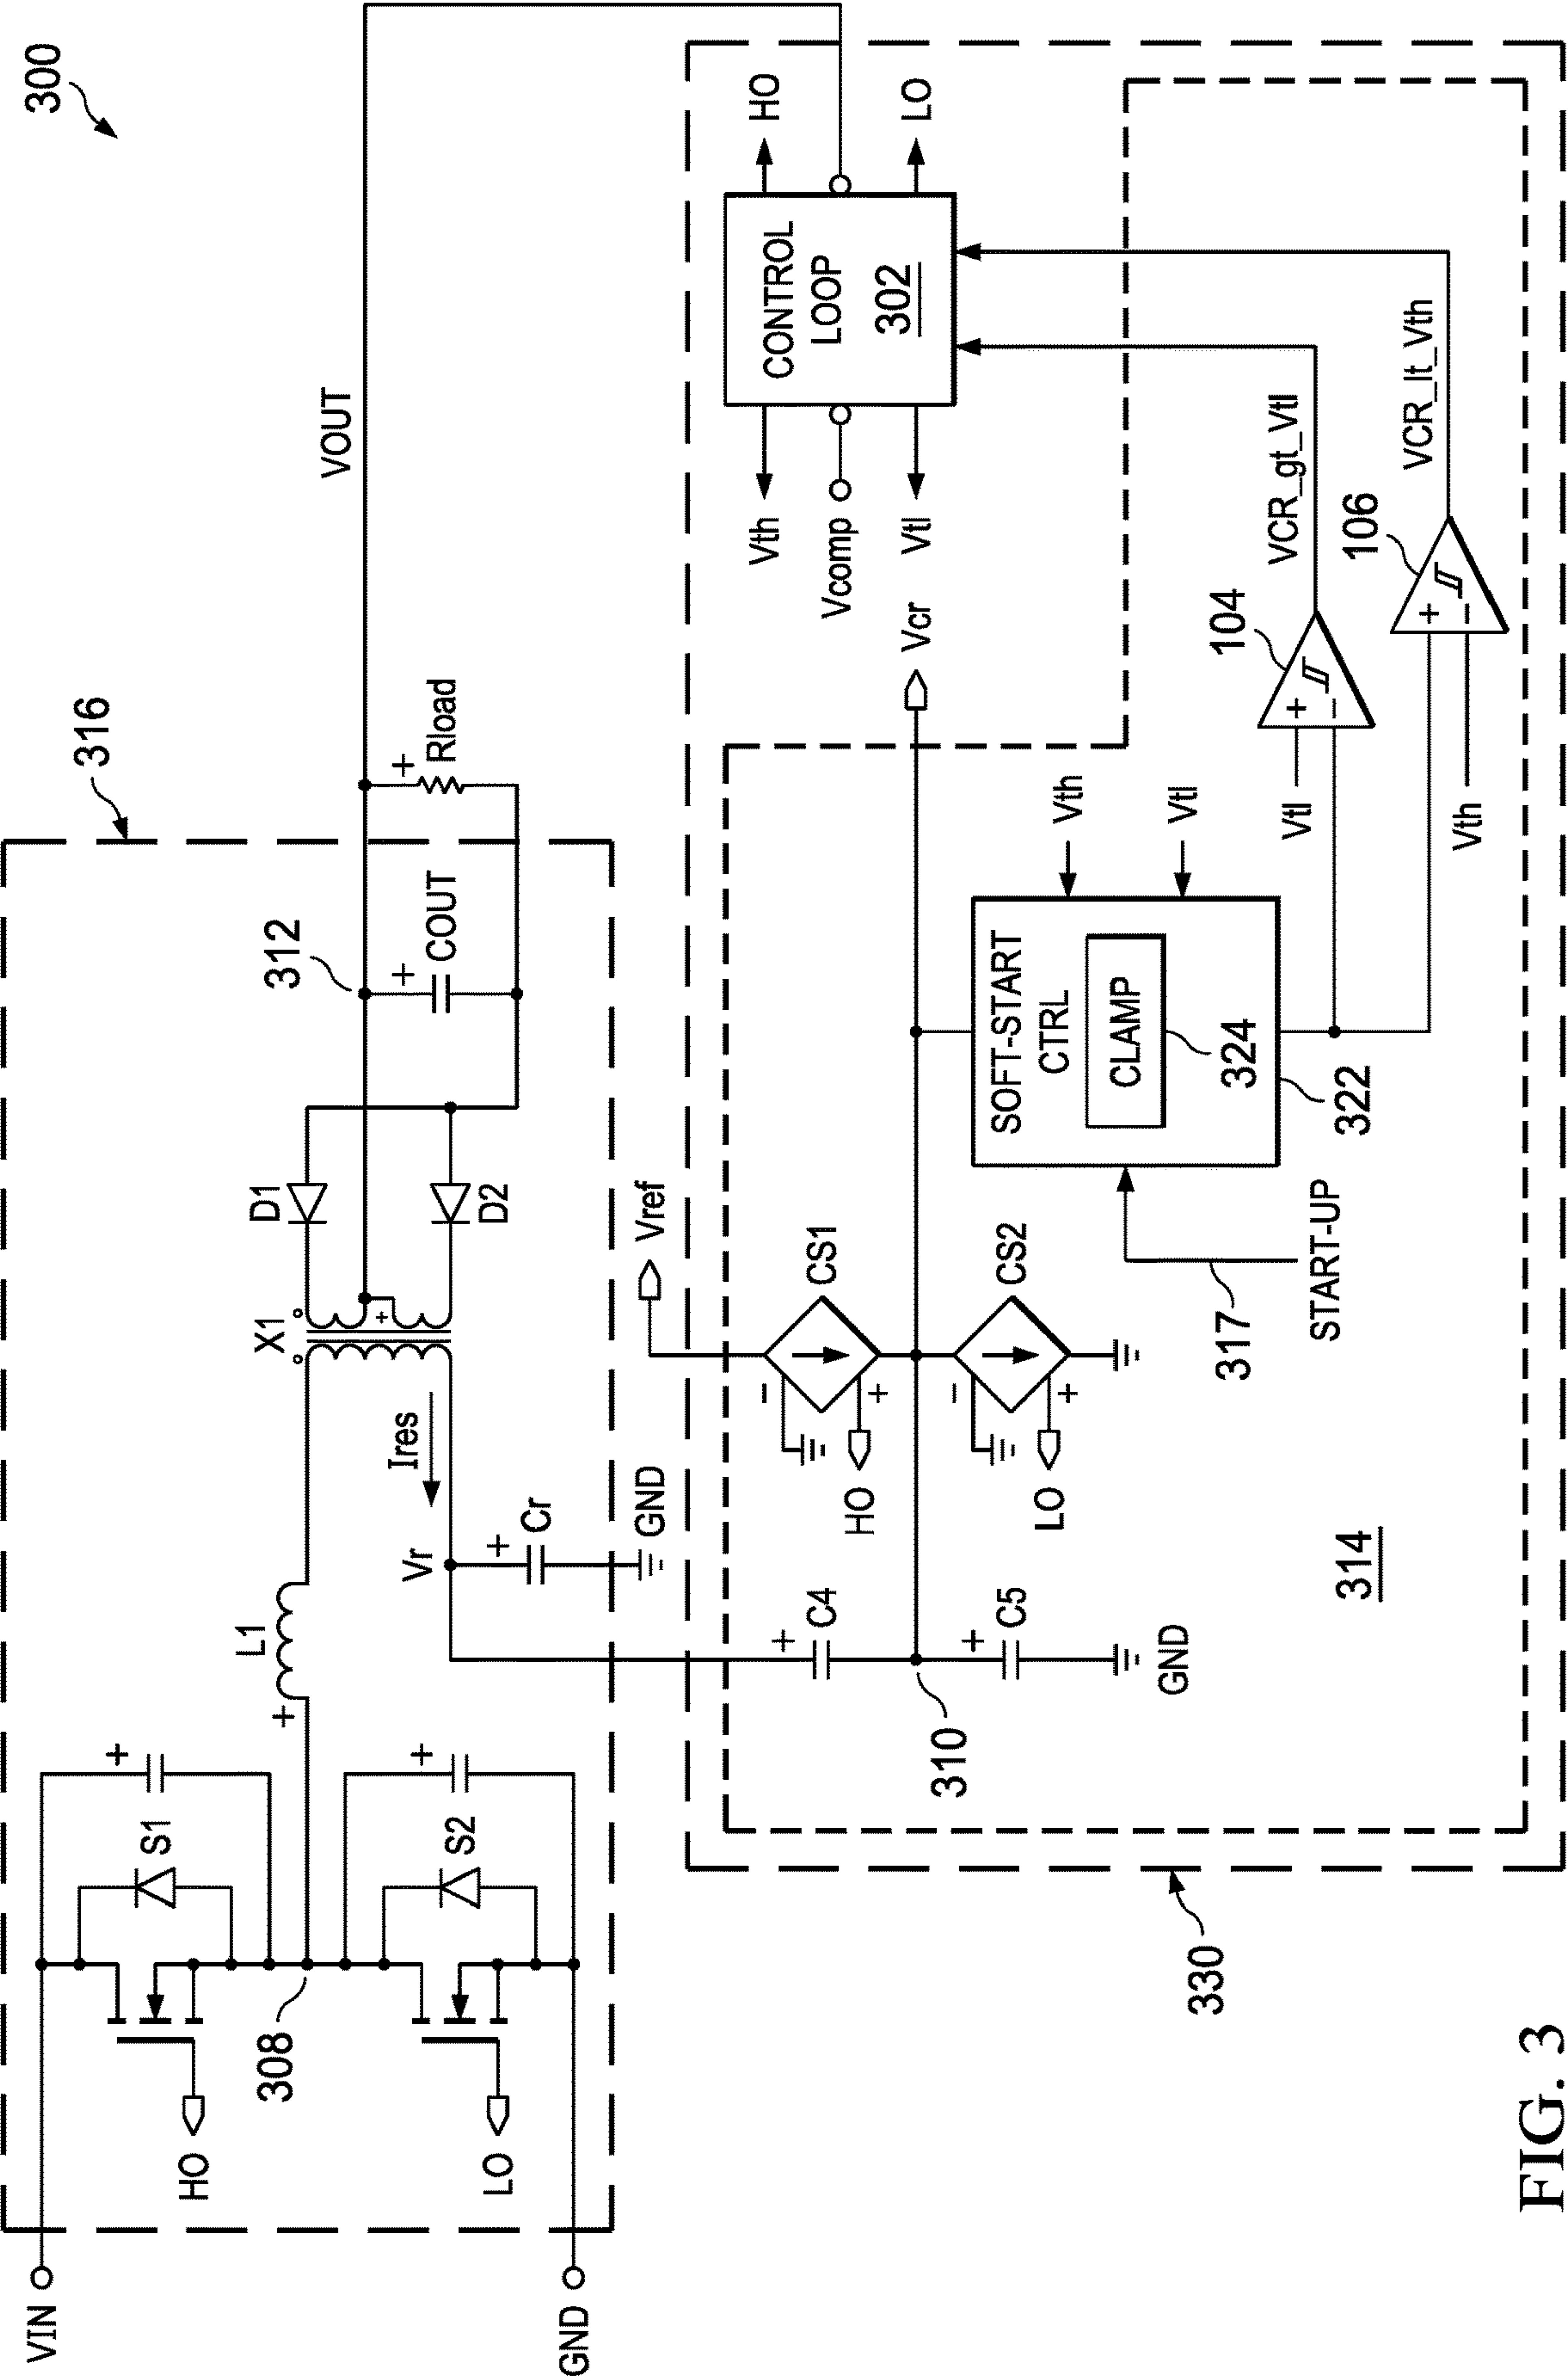 300
316
VIN
GND
HO
LO
S1
S2
308
+
+
+
L1
Ires
Vr
+
Cr
GND
X1
+
D1
D2
312
+
COUT
+
Rload
VOUT
330
310
+
C4
+
C5
GND
314
Vref
CS1
-
+
HO
CS2
-
+
LO
317
START-UP
SOFT-START
CTRL
CLAMP
324
322
Vth
Vtl
Vcr
Vth
Vcomp
Vtl
CONTROL
LOOP
302
HO
LO
104
+
-
Vtl
VCR_gt_Vtl
106
+
-
Vth
VCR_lt_Vth
FIG. 3